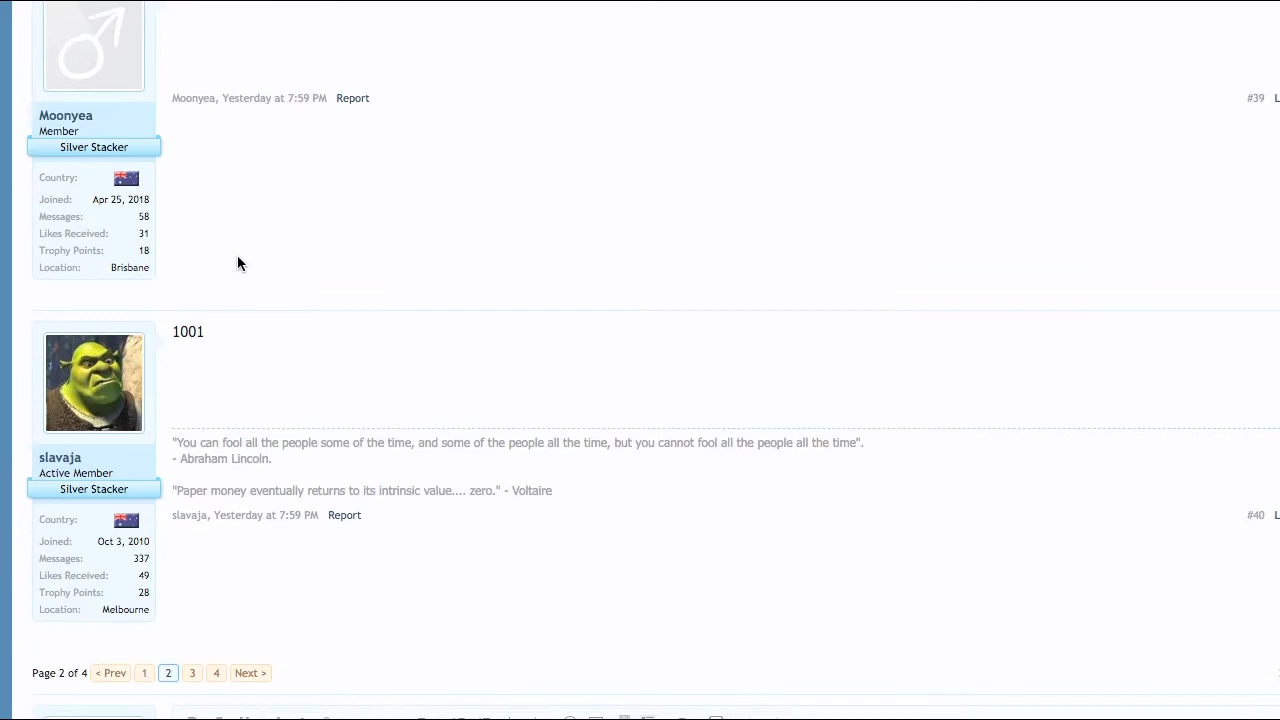 Moonyea, Yesterday at 7:59 PM Report #39
Moonyea
Member
Silver Stacker
Country:
Joined: Apr 25, 2018
Messages: 58
Likes Received: 31
Trophy Points: 18
Location: Brisbane
1001
"You can fool all the people some of the time, and some of the people all the time, but you cannot fool all the people all the time".
- Abraham Lincoln.
"Paper money eventually returns to its intrinsic value.... zero." - Voltaire
slavaja, Yesterday at 7:59 PM Report #40
slavaja
Active Member
Silver Stacker
Country:
Joined: Oct 3, 2010
Messages: 337
Likes Received: 49
Trophy Points: 28
Location: Melbourne
Page 2 of 4 < Prev 1 2 3 4 Next >